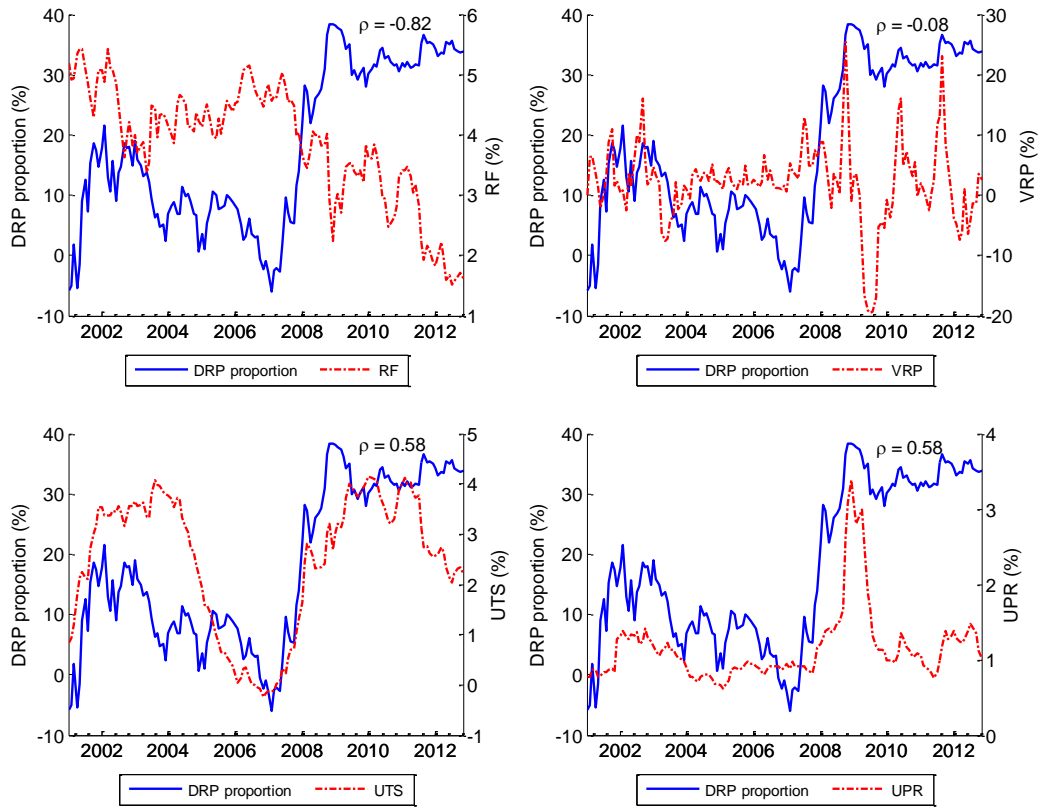 ρ = -0.82
DRP proportion (%)
40
30
20
10
0
-10
2002 2004 2006 2008 2010 2012
6
5
4
3
2
1
RF (%)
DRP proportion RF
ρ = -0.08
DRP proportion (%)
40
30
20
10
0
-10
2002 2004 2006 2008 2010 2012
30
20
10
0
-10
-20
VRP (%)
DRP proportion VRP
ρ = 0.58
DRP proportion (%)
40
30
20
10
0
-10
2002 2004 2006 2008 2010 2012
5
4
3
2
1
0
-1
UTS (%)
DRP proportion UTS
ρ = 0.58
DRP proportion (%)
40
30
20
10
0
-10
2002 2004 2006 2008 2010 2012
4
3
2
1
0
UPR (%)
DRP proportion UPR